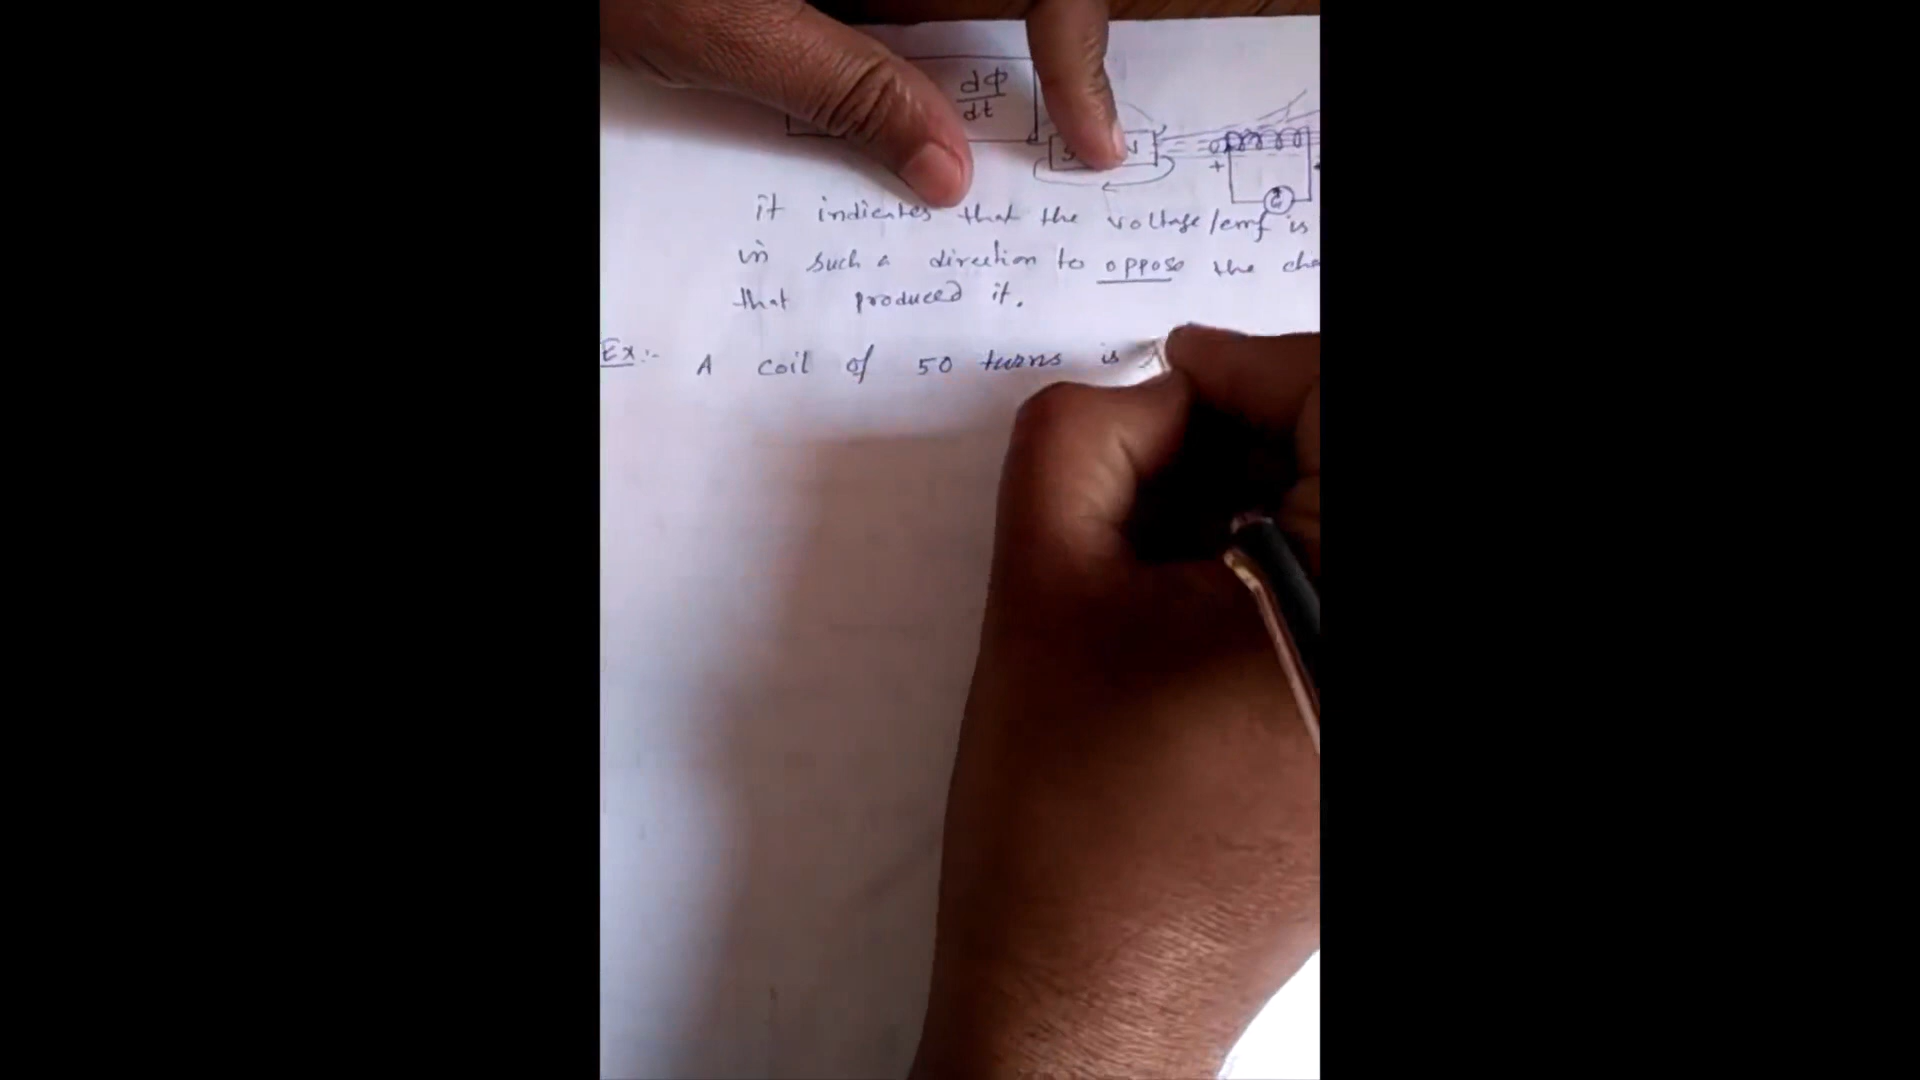 dΦ
dt
S N
+
G
it indicates that the voltage/emf is
in such a direction to oppose the
that produced it.
Ex:- A coil of 50 turns is